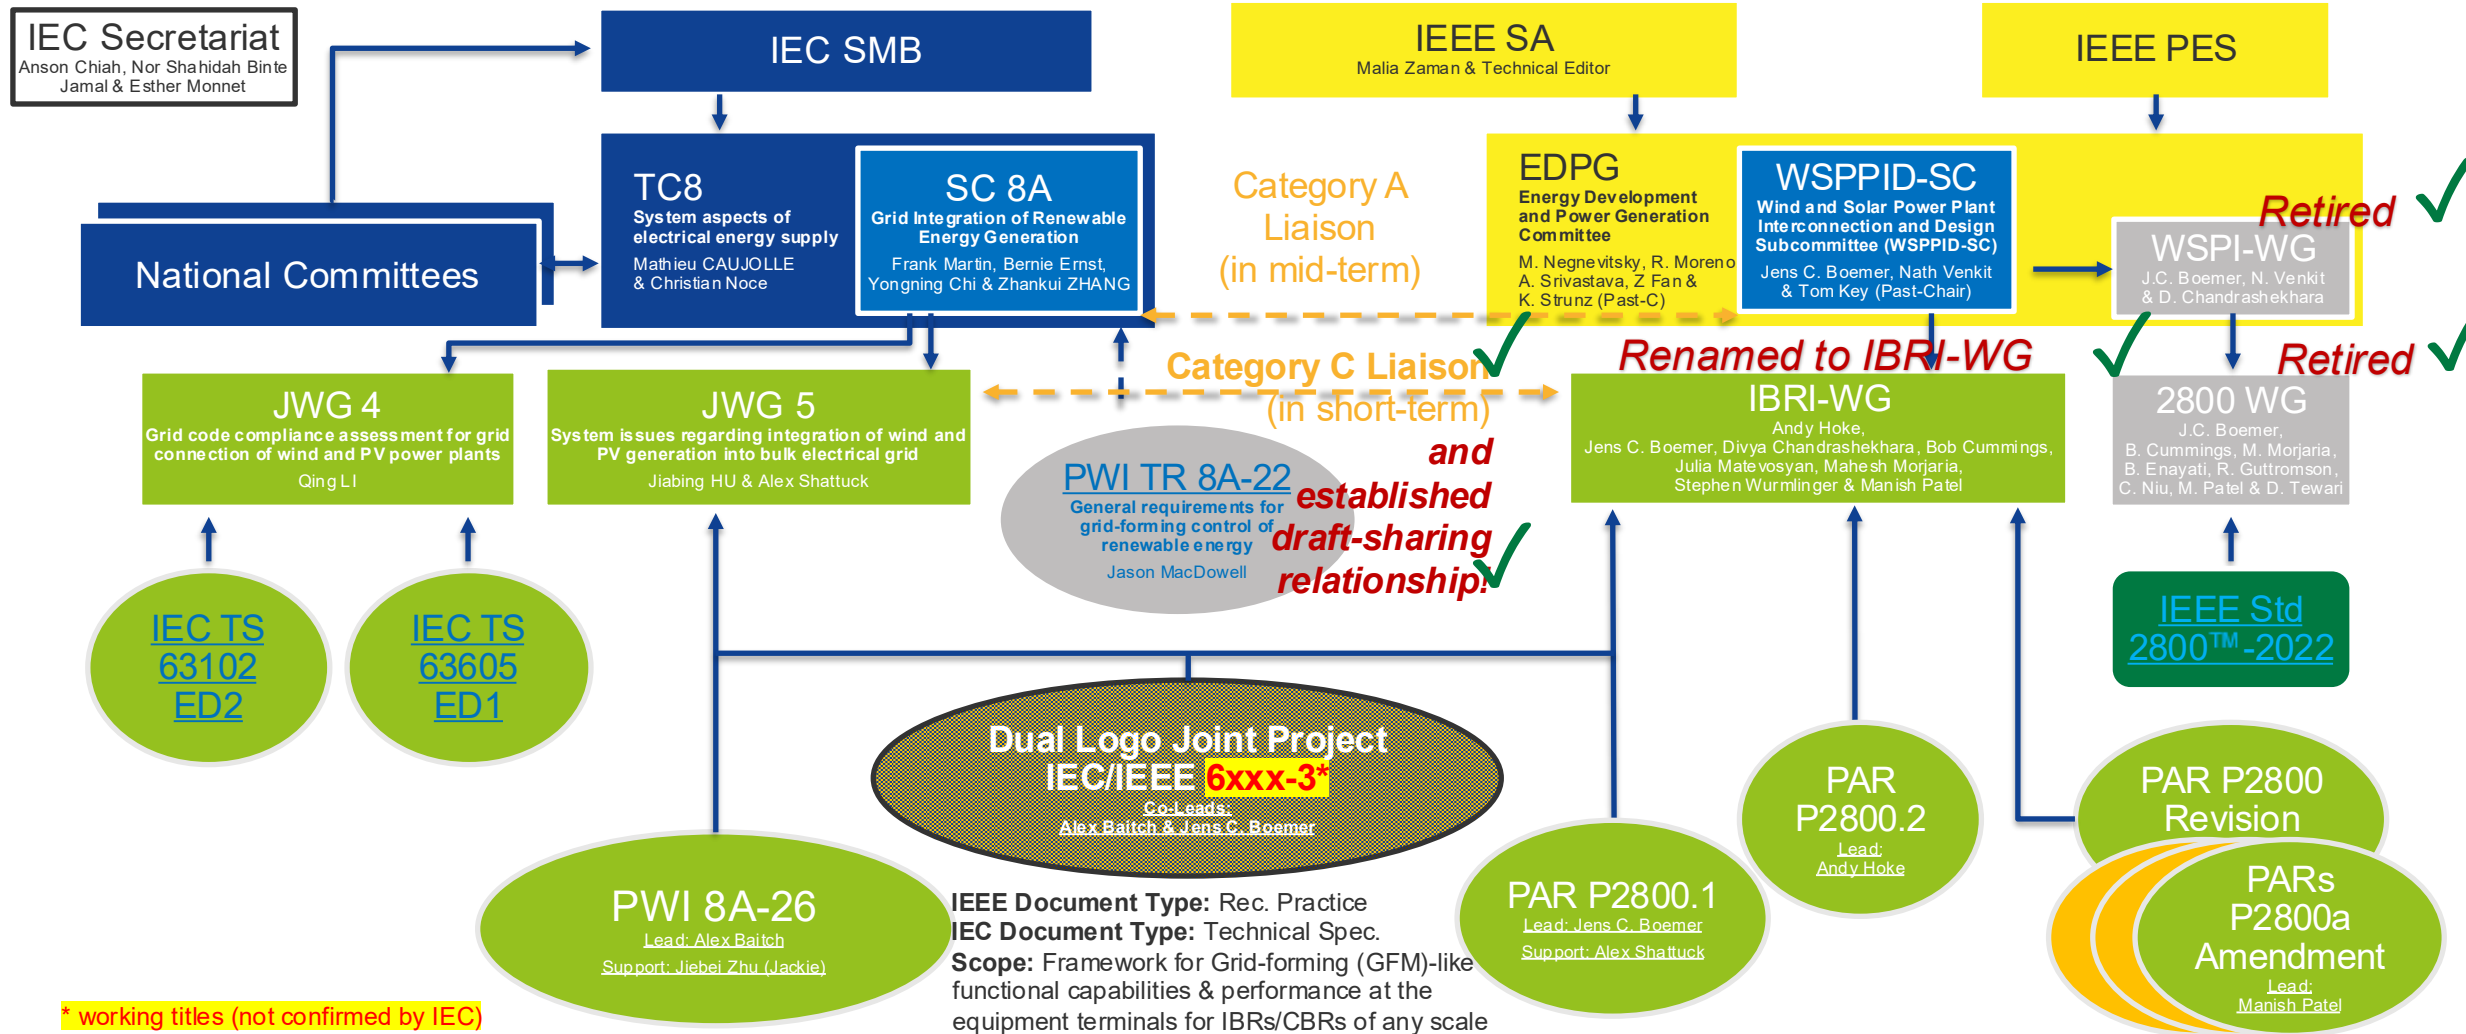 IEC Secretariat
Anson Chiah, Nor Shahidah Binte
Jamal & Esther Monnet
IEC SMB
IEEE SA
Malia Zaman & Technical Editor
IEEE PES
National Committees
TC8
System aspects of
electrical energy supply
Mathieu CAUJOLLE
& Christian Noce
SC 8A
Grid Integration of Renewable
Energy Generation
Frank Martin, Bernie Ernst,
Yongning Chi & Zhankui ZHANG
Category A
Liaison
(in mid-term)
EDPG
Energy Development
and Power Generation
Committee
M. Negnevitsky, R. Moreno
A. Srivastava, Z Fan &
K. Strunz (Past-C)
WSPPID-SC
Wind and Solar Power Plant
Interconnection and Design
Subcommittee (WSPPID-SC)
Jens C. Boemer, Nath Venkit
& Tom Key (Past-Chair)
Retired
WSPI-WG
J.C. Boemer, N. Venkit
& D. Chandrashekhara
Category C Liaison
(in short-term)
and
established
draft-sharing
relationship!
Renamed to IBRI-WG
Retired
JWG 4
Grid code compliance assessment for grid
connection of wind and PV power plants
Qing LI
JWG 5
System issues regarding integration of wind and
PV generation into bulk electrical grid
Jiabing HU & Alex Shattuck
PWI TR 8A-22
General requirements for
grid-forming control of
renewable energy
Jason MacDowell
IBRI-WG
Andy Hoke,
Jens C. Boemer, Divya Chandrashekhara, Bob Cummings,
Julia Matevosyan, Mahesh Morjaria,
Stephen Wurmlinger & Manish Patel
2800 WG
J.C. Boemer,
B. Cummings, M. Morjaria,
B. Enayati, R. Guttromson,
C. Niu, M. Patel & D. Tewari
IEC TS
63102
ED2
IEC TS
63605
ED1
IEEE Std
2800™-2022
Dual Logo Joint Project
IEC/IEEE 6xxx-3*
Co-Leads:
Alex Baitch & Jens C. Boemer
PWI 8A-26
Lead: Alex Baitch
Support: Jiebei Zhu (Jackie)
IEEE Document Type: Rec. Practice
IEC Document Type: Technical Spec.
Scope: Framework for Grid-forming (GFM)-like
functional capabilities & performance at the
equipment terminals for IBRs/CBRs of any scale
PAR P2800.1
Lead: Jens C. Boemer
Support: Alex Shattuck
PAR
P2800.2
Lead:
Andy Hoke
PAR P2800
Revision
PARs
P2800a
Amendment
Lead:
Manish Patel
* working titles (not confirmed by IEC)